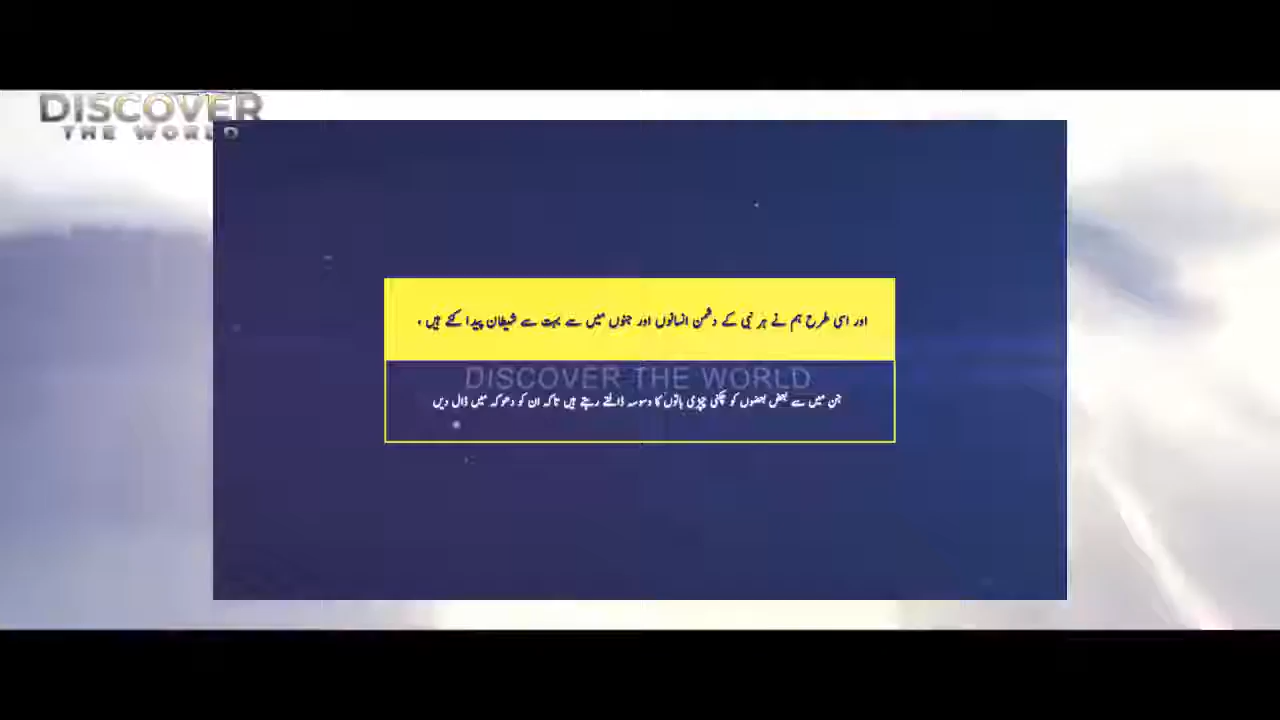 DISCOVER
THE WORLD
اور اسی طرح ہم نے ہر نبی کے دشمن انسانوں اور جنوں میں سے بہت سے شیطان پیدا کئے ہیں ،
DISCOVER THE WORLD
جن میں سے بعض بعضوں کو چکنی چپڑی باتوں کا وسوسہ ڈالتے رہتے ہیں تاکہ ان کو دھوکہ میں ڈال دیں